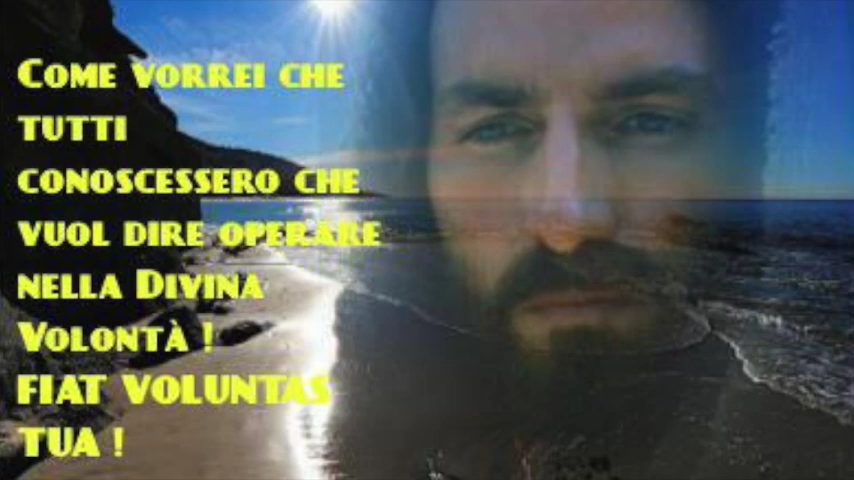 Come vorrei che
tutti
conoscessero che
vuol dire operare
nella Divina
Volontà !
FIAT VOLUNTAS
TUA !